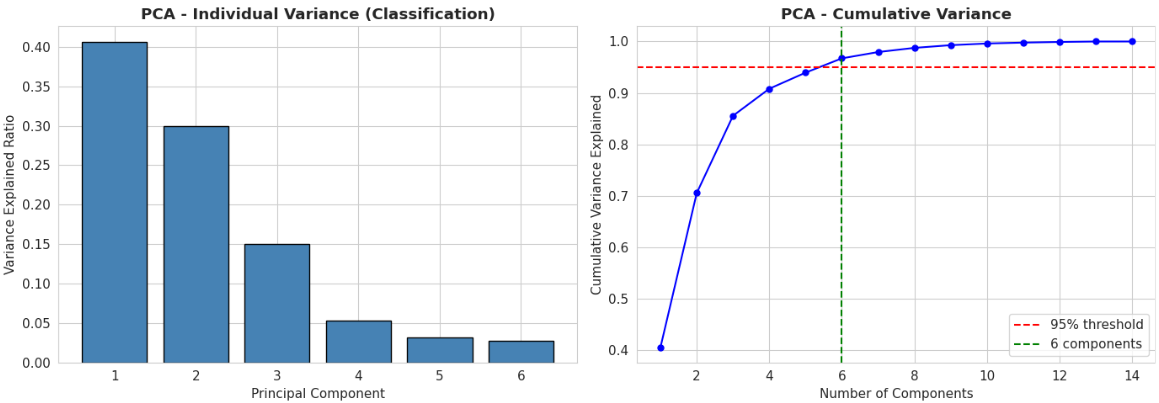 PCA - Individual Variance (Classification)
Variance Explained Ratio
0.40
0.35
0.30
0.25
0.20
0.15
0.10
0.05
0.00
1 2 3 4 5 6
Principal Component
PCA - Cumulative Variance
Cumulative Variance Explained
1.0
0.9
0.8
0.7
0.6
0.5
0.4
2 4 6 8 10 12 14
Number of Components
95% threshold
6 components